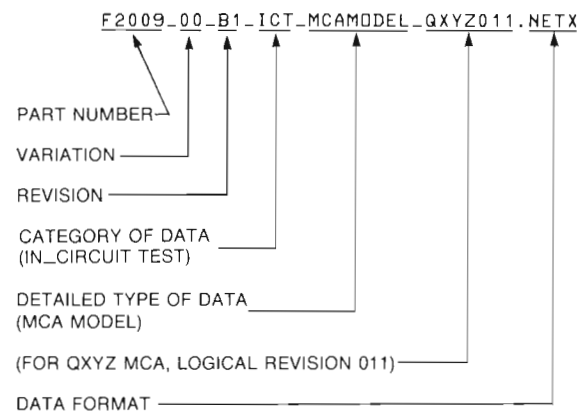 F2009_00_B1_ICT_MCAMODEL_QXYZ011.NETX
PART NUMBER
VARIATION
REVISION
CATEGORY OF DATA
(IN_CIRCUIT TEST)
DETAILED TYPE OF DATA
(MCA MODEL)
(FOR QXYZ MCA, LOGICAL REVISION 011)
DATA FORMAT